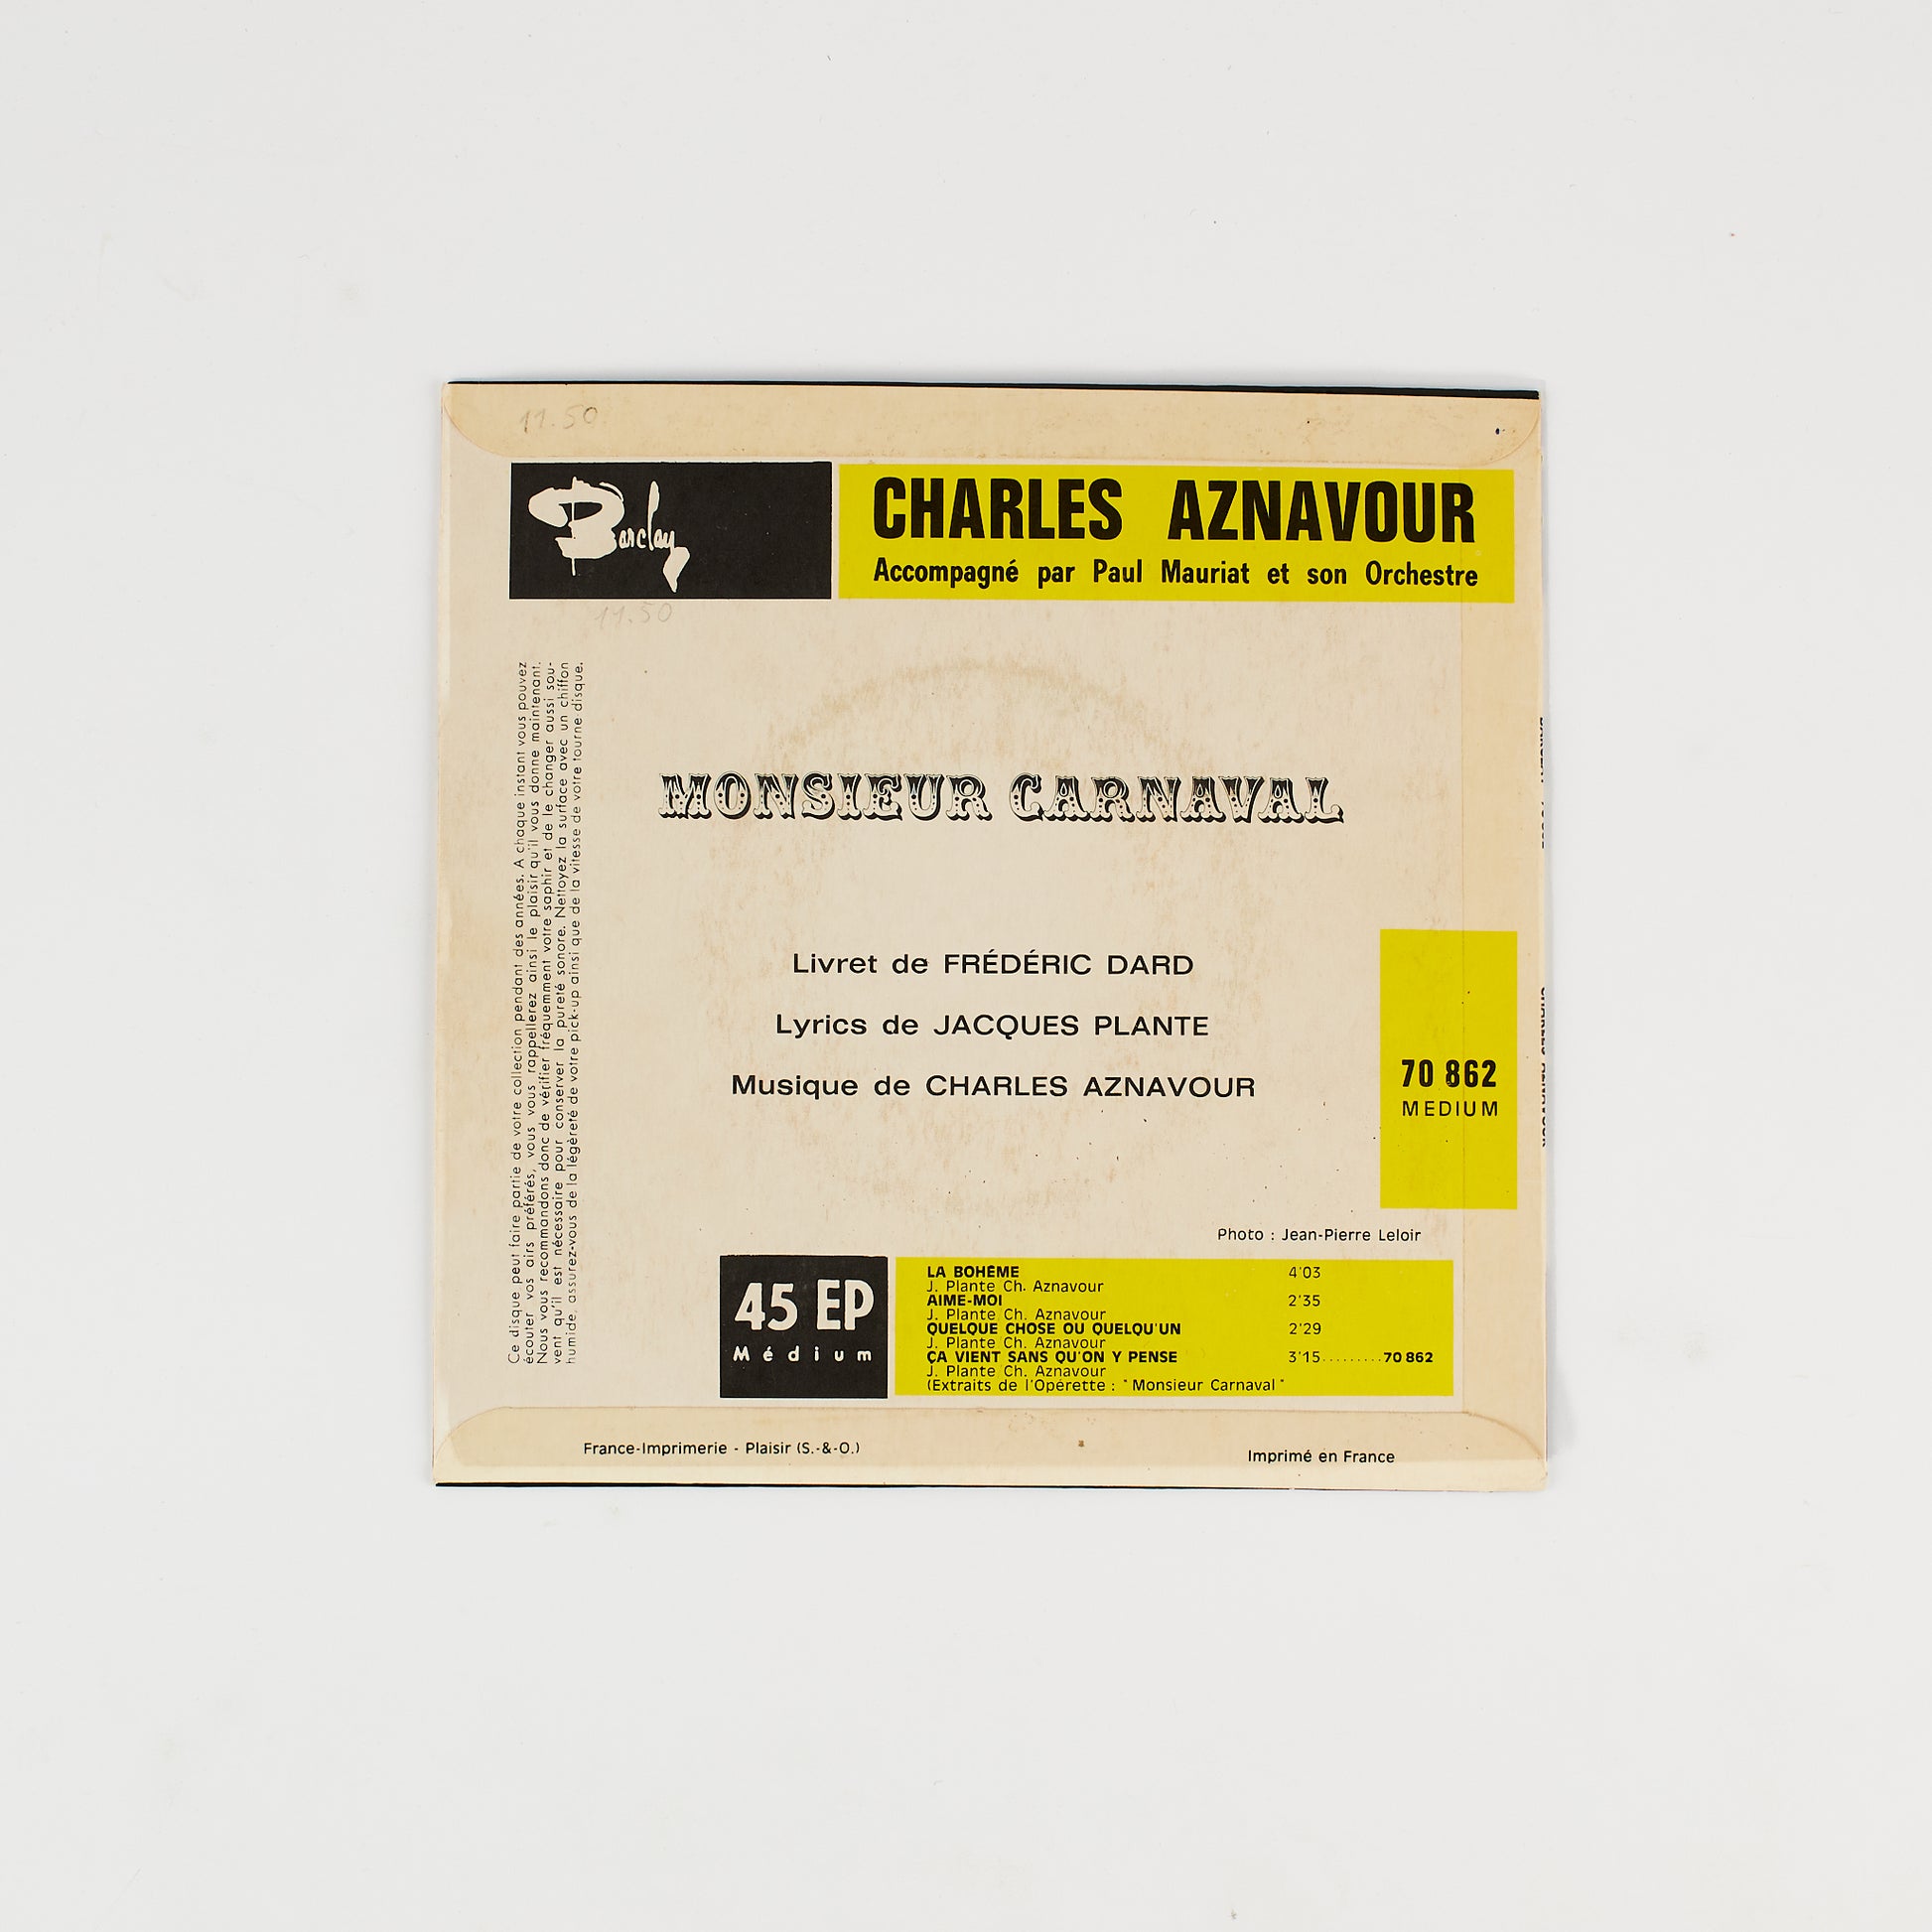 11.50
Barclay
CHARLES AZNAVOUR
Accompagné par Paul Mauriat et son Orchestre
11.50
Ce disque peut faire partie de votre collection pendant des années. A chaque instant vous pouvez
écouter vos airs préférés, vous vous rappellerez ainsi le plaisir qu'il vous donne maintenant.
Nous vous recommandons donc de vérifier fréquemment votre saphir et de le changer aussi sou-
vent qu'il est nécessaire pour conserver la pureté sonore. Nettoyez la surface avec un chiffon
humide, assurez-vous de la légèreté de votre pick-up ainsi que de la vitesse de votre tourne-disque.
MONSIEUR CARNAVAL
Livret de FRÉDÉRIC DARD
Lyrics de JACQUES PLANTE
Musique de CHARLES AZNAVOUR
70 862
MEDIUM
CHARLES AZNAVOUR
Photo : Jean-Pierre Leloir
45 EP
Médium
LA BOHÊME 4'03
J. Plante Ch. Aznavour
AIME-MOI 2'35
J. Plante Ch. Aznavour
QUELQUE CHOSE OU QUELQU'UN 2'29
J. Plante Ch. Aznavour
ÇA VIENT SANS QU'ON Y PENSE 3'15.........70 862
J. Plante Ch. Aznavour
(Extraits de l'Opérette : "Monsieur Carnaval"
France-Imprimerie - Plaisir (S.-&-O.)
Imprimé en France